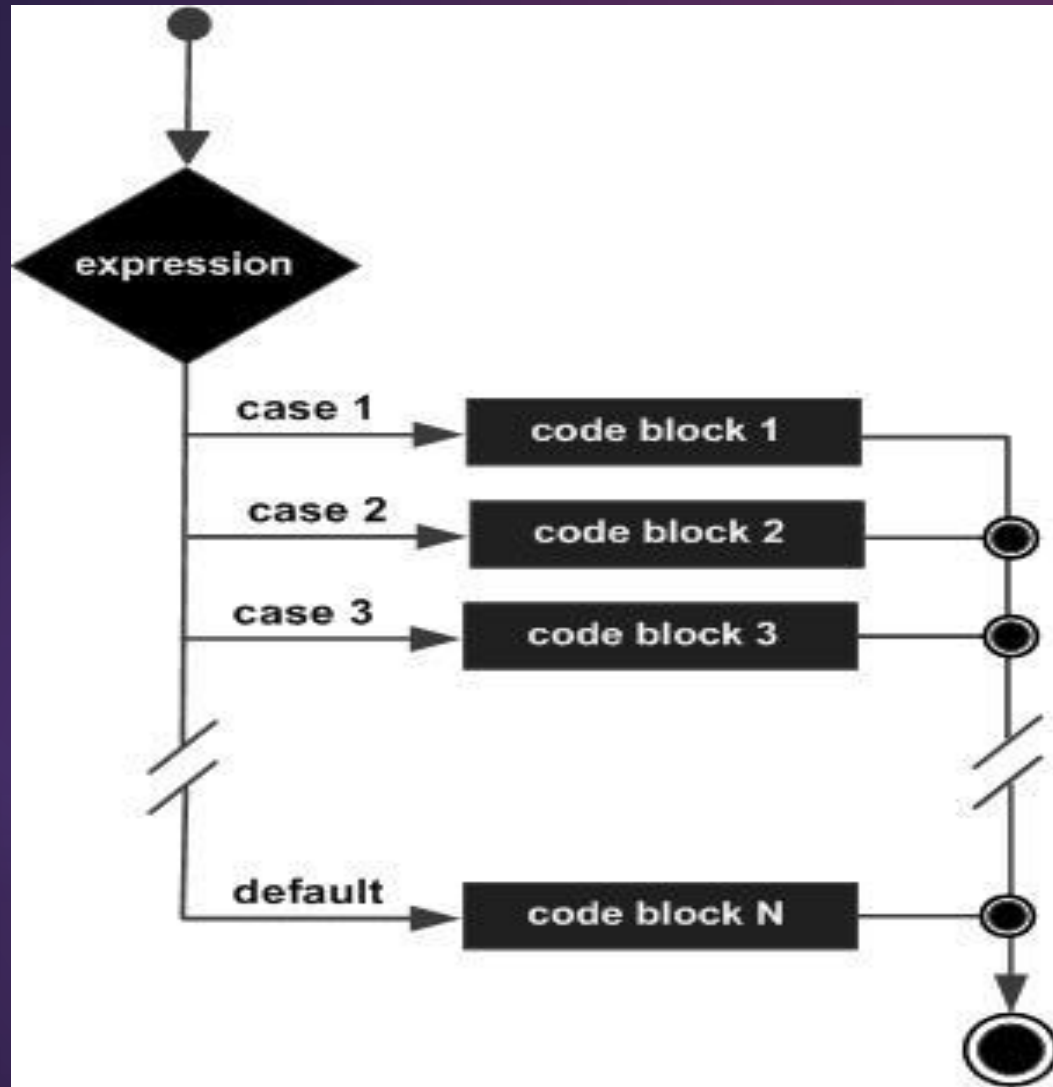 expression
case 1
code block 1
case 2
code block 2
case 3
code block 3
default
code block N